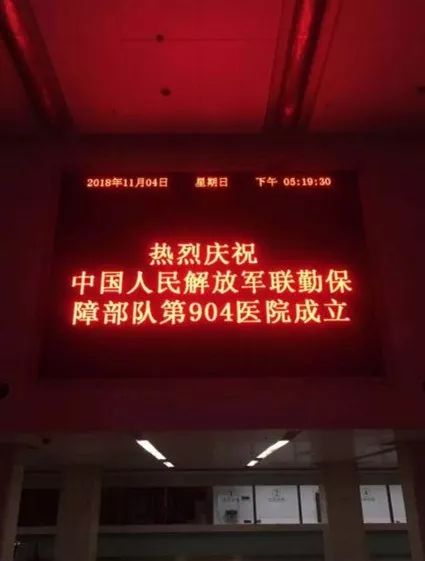 2018年11月04日 星期日 下午 05:19:30
热烈庆祝
中国人民解放军联勤保
障部队第904医院成立